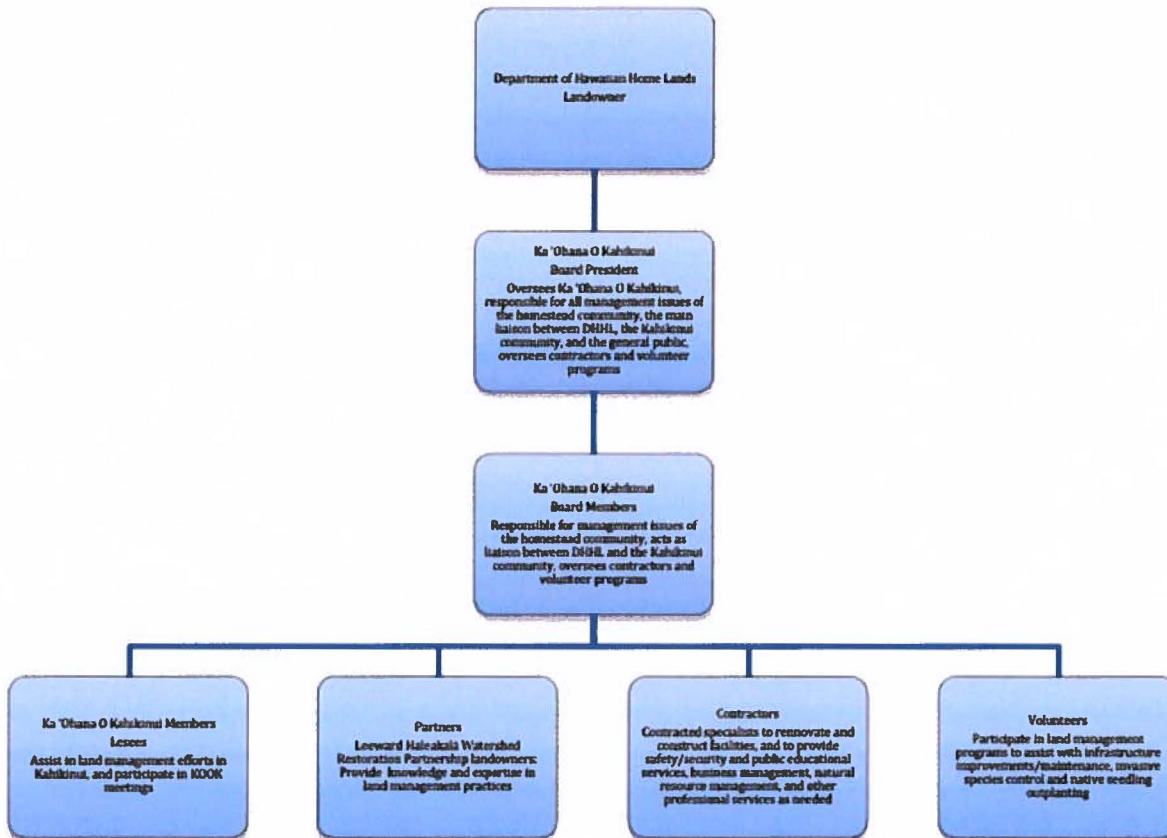 Department of Hawaiian Home Lands
Landowner
Ka 'Ohana O Kahikinui
Board President
Oversees Ka 'Ohana O Kahikinui,
responsible for all management issues of
the homestead community, the main
liaison between DHHL, the Kahikinui
community, and the general public,
oversees contractors and volunteer
programs
Ka 'Ohana O Kahikinui
Board Members
Responsible for management issues of
the homestead community, acts as
liaison between DHHL and the Kahikinui
community, oversees contractors and
volunteer programs
Ka 'Ohana O Kahikinui Members
Lesees
Assist in land management efforts in
Kahikinui, and participate in KOOK
meetings
Partners
Leeward Haleakalā Watershed
Restoration Partnership landowners:
Provide knowledge and expertise in
land management practices
Contractors
Contracted specialists to rennovate and
construct facilities, and to provide
safety/security and public educational
services, business management, natural
resource management, and other
professional services as needed
Volunteers
Participate in land management
programs to assist with infrastructure
improvements/maintenance, invasive
species control and native seedling
outplanting